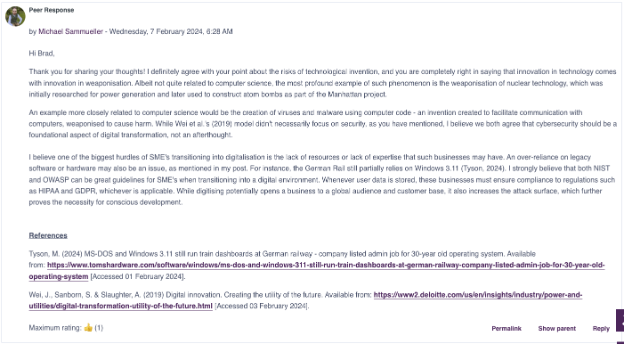 Peer Response
by Michael Sammueller - Wednesday, 7 February 2024, 6:28 AM
Hi Brad,
Thank you for sharing your thoughts! I definitely agree with your point about the risks of technological invention, and you are completely right in saying that innovation in technology comes
with innovation in weaponisation. Albeit not quite related to computer science, the most profound example of such phenomenon is the weaponisation of nuclear technology, which was
initially researched for power generation and later used to construct atom bombs as part of the Manhattan project.
An example more closely related to computer science would be the creation of viruses and malware using computer code - an invention created to facilitate communication with
computers, weaponised to cause harm. While Wei et al.'s (2019) model didn't necessarily focus on security, as you have mentioned, I believe we both agree that cybersecurity should be a
foundational aspect of digital transformation, not an afterthought.
I believe one of the biggest hurdles of SME's transitioning into digitalisation is the lack of resources or lack of expertise that such businesses may have. An over-reliance on legacy
software or hardware may also be an issue, as mentioned in my post. For instance, the German Rail still partially relies on Windows 3.11 (Tyson, 2024). I strongly believe that both NIST
and OWASP can be great guidelines for SME's when transitioning into a digital environment. Whenever user data is stored, these businesses must ensure compliance to regulations such
as HIPAA and GDPR, whichever is applicable. While digitising potentially opens a business to a global audience and customer base, it also increases the attack surface, which further
proves the necessity for conscious development.
References
Tyson, M. (2024) MS-DOS and Windows 3.11 still run train dashboards at German railway - company listed admin job for 30-year old operating system. Available
from: https://www.tomshardware.com/software/windows/ms-dos-and-windows-311-still-run-train-dashboards-at-german-railway-company-listed-admin-job-for-30-year-old-
operating-system [Accessed 01 February 2024].
Wei, J., Sanborn, S. & Slaughter, A. (2019) Digital innovation. Creating the utility of the future. Available from: https://www2.deloitte.com/us/en/insights/industry/power-and-
utilities/digital-transformation-utility-of-the-future.html [Accessed 03 February 2024].
Maximum rating: 👍 (1)
Permalink Show parent Reply